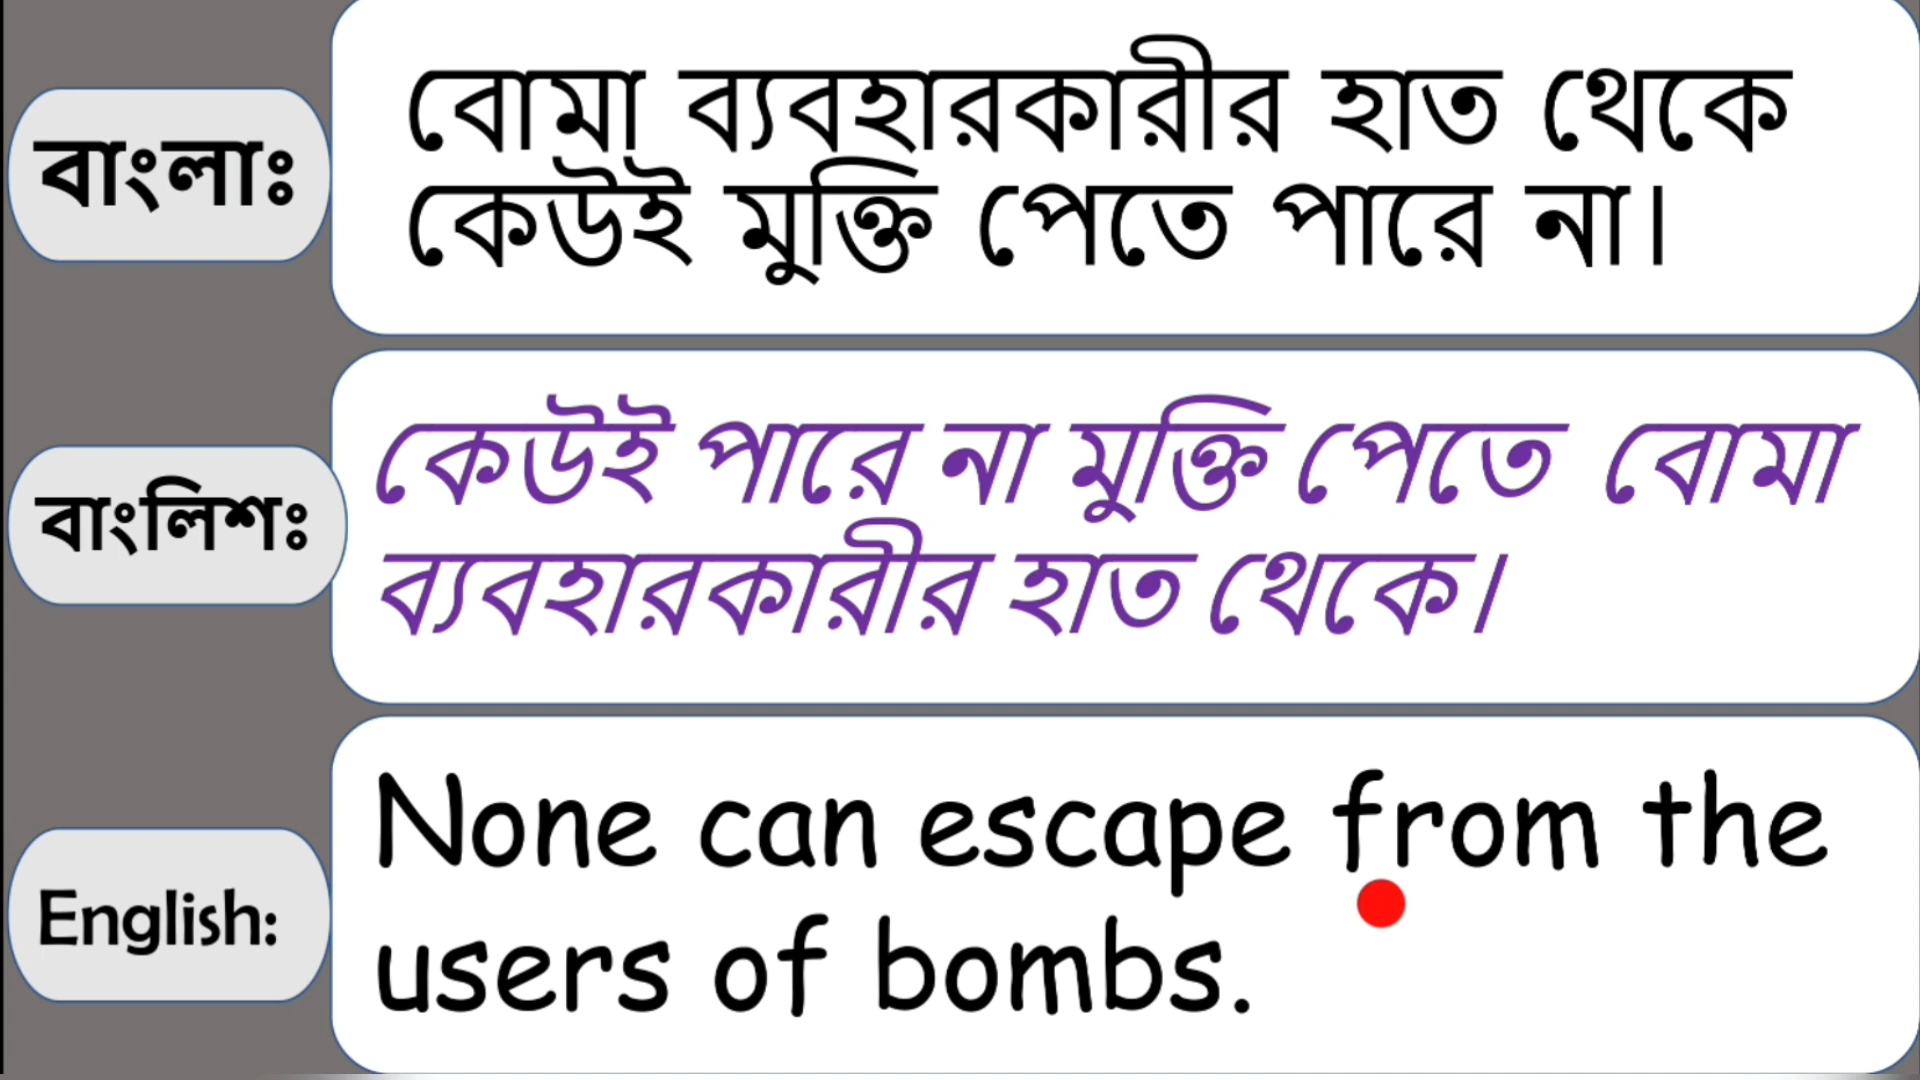 বাংলাঃ
বোমা ব্যবহারকারীর হাত থেকে
কেউই মুক্তি পেতে পারে না।
বাংলিশঃ
কেউই পারে না মুক্তি পেতে বোমা
ব্যবহারকারীর হাত থেকে।
English:
None can escape from the
users of bombs.